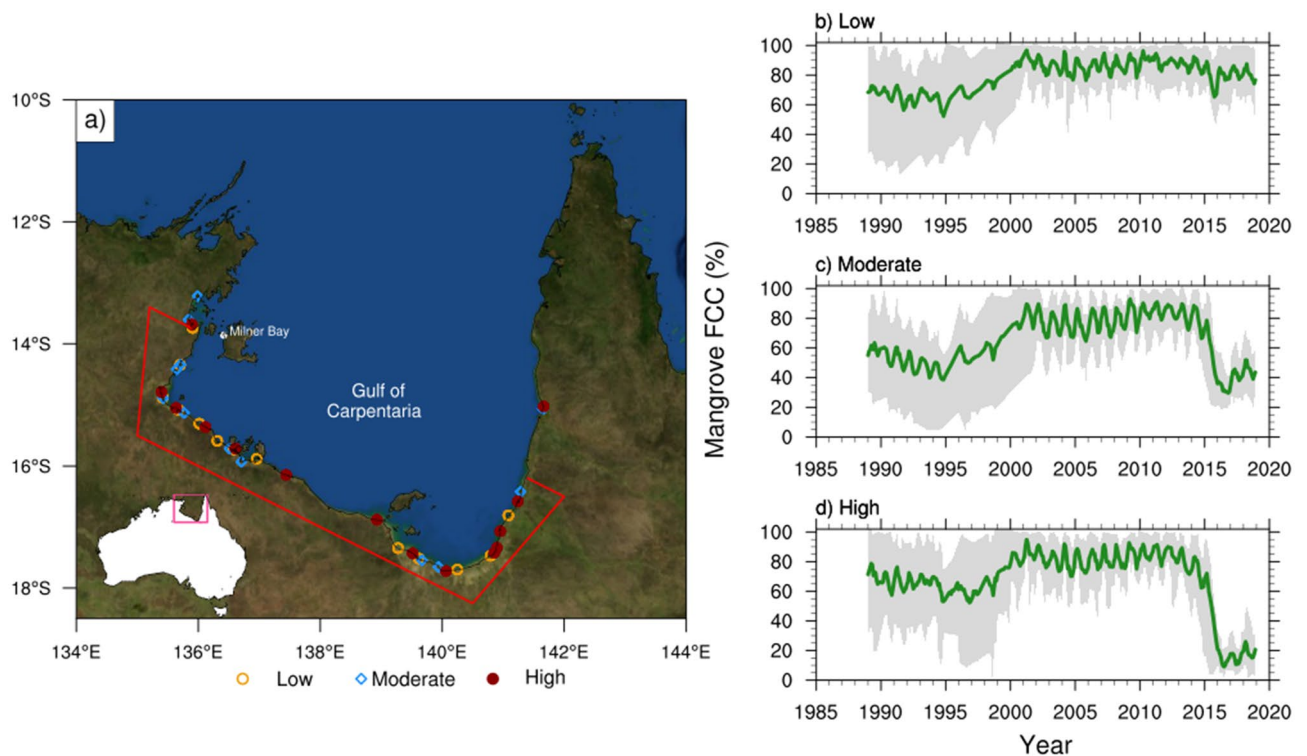 a)
10°S
12°S
14°S
16°S
18°S
134°E 136°E 138°E 140°E 142°E 144°E
Milner Bay
Gulf of
Carpentaria
Low Moderate High
Mangrove FCC (%)
b) Low
100
80
60
40
20
0
1985 1990 1995 2000 2005 2010 2015 2020
c) Moderate
100
80
60
40
20
0
1985 1990 1995 2000 2005 2010 2015 2020
d) High
100
80
60
40
20
0
1985 1990 1995 2000 2005 2010 2015 2020
Year